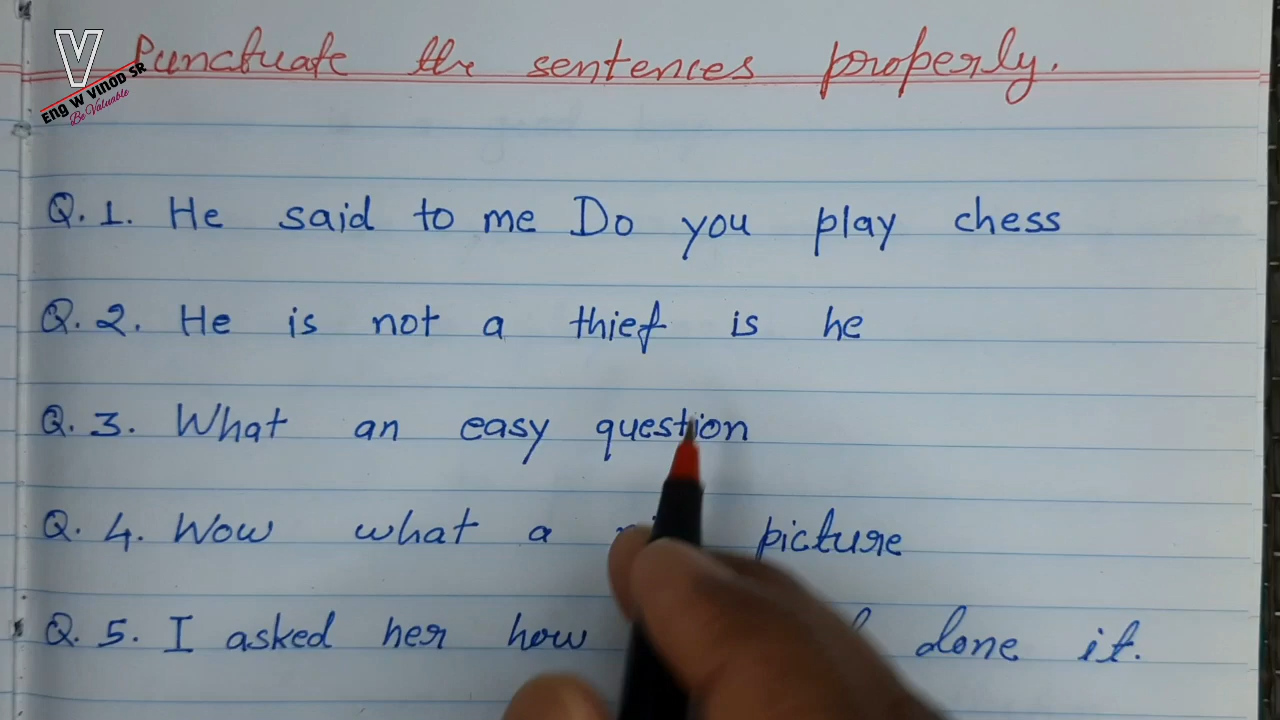 V
Eng W Vinod SR
Be Valuable
Punctuate the sentences properly.
Q. 1. He said to me Do you play chess
Q. 2. He is not a thief is he
Q. 3. What an easy question
Q. 4. Wow what a picture
Q. 5. I asked her how done it.